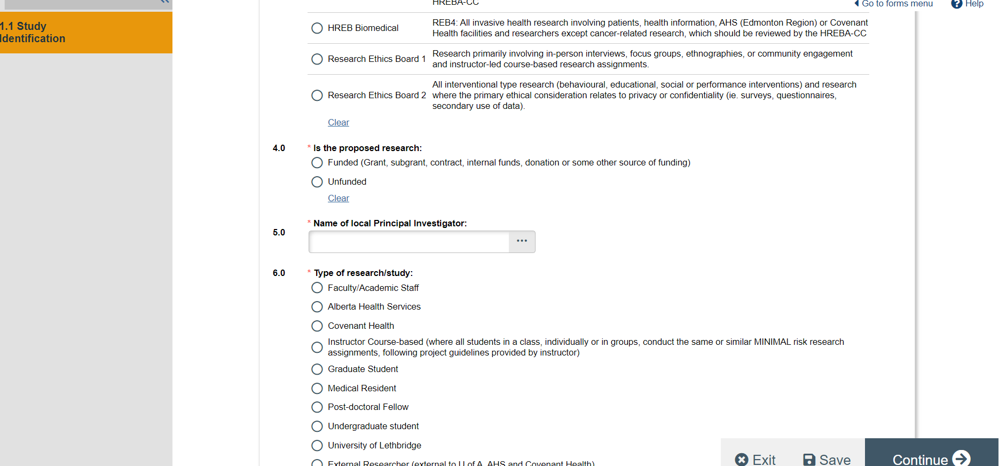 HREBA-CC
Go to forms menu
Help
1.1 Study
Identification
HREB Biomedical
REB4: All invasive health research involving patients, health information, AHS (Edmonton Region) or Covenant
Health facilities and researchers except cancer-related research, which should be reviewed by the HREBA-CC
Research Ethics Board 1
Research primarily involving in-person interviews, focus groups, ethnographies, or community engagement
and instructor-led course-based research assignments.
Research Ethics Board 2
All interventional type research (behavioural, educational, social or performance interventions) and research
where the primary ethical consideration relates to privacy or confidentiality (ie. surveys, questionnaires,
secondary use of data).
Clear
4.0
* Is the proposed research:
Funded (Grant, subgrant, contract, internal funds, donation or some other source of funding)
Unfunded
Clear
* Name of local Principal Investigator:
5.0
...
6.0
* Type of research/study:
Faculty/Academic Staff
Alberta Health Services
Covenant Health
Instructor Course-based (where all students in a class, individually or in groups, conduct the same or similar MINIMAL risk research
assignments, following project guidelines provided by instructor)
Graduate Student
Medical Resident
Post-doctoral Fellow
Undergraduate student
University of Lethbridge
External Researcher (external to U of A, AHS and Covenant Health)
Exit
Save
Continue